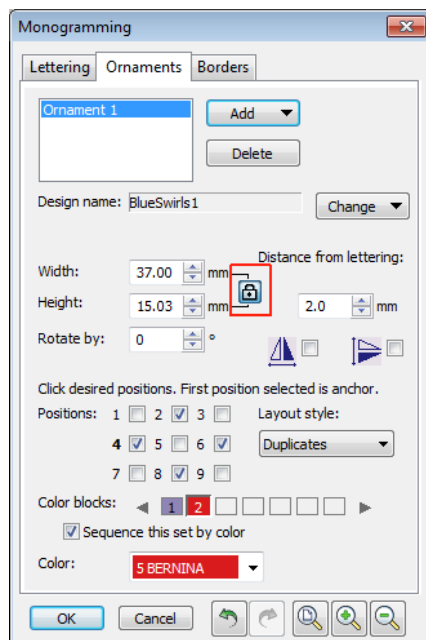 Monogramming
Lettering Ornaments Borders
Ornament 1
Add
Delete
Design name: BlueSwirls1
Change
Distance from lettering:
Width: 37.00 mm
Height: 15.03 mm 2.0 mm
Rotate by: 0 °
Click desired positions. First position selected is anchor.
Positions: 1 2 3 Layout style:
4 5 6 Duplicates
7 8 9
Color blocks: 1 2
Sequence this set by color
Color: 5 BERNINA
OK Cancel